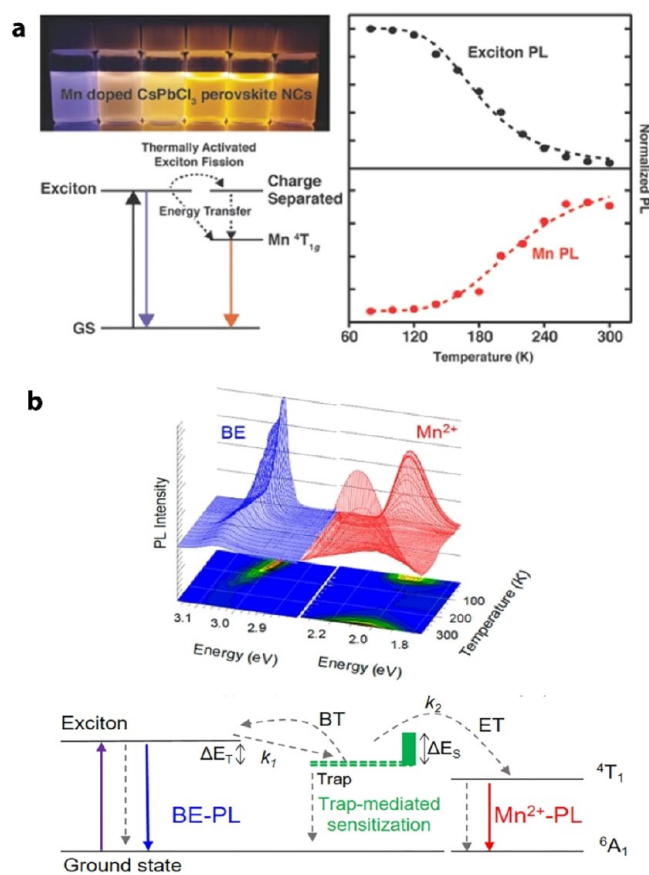 a
Mn doped CsPbCl₃ perovskite NCs
Thermally Activated
Exciton Fission
Exciton
Charge
Separated
Energy Transfer
Mn ⁴T₁g
GS
Exciton PL
Mn PL
Normalized PL
60 120 180 240 300
Temperature (K)
b
BE
Mn²⁺
PL Intensity
3.1 3.0 2.9 2.2 2.0 1.8
Energy (eV) Energy (eV)
100
200
300
Temperature (K)
Exciton
BT
k₂
ET
ΔE_T
k₁
ΔE_S
Trap
⁴T₁
BE-PL
Trap-mediated
sensitization
Mn²⁺-PL
⁶A₁
Ground state